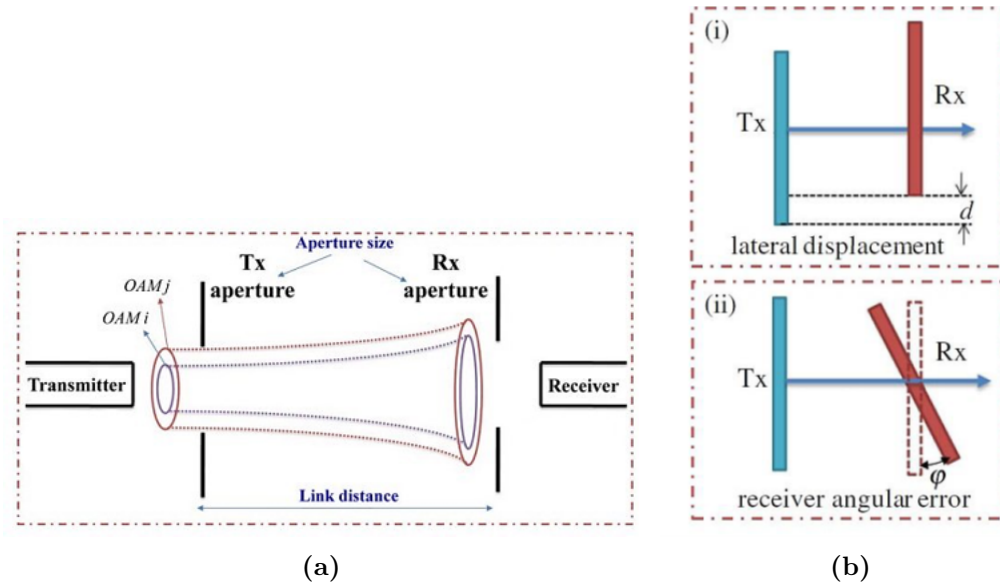 Aperture size
Tx
aperture
Rx
aperture
OAM j
OAM i
Transmitter
Receiver
Link distance
(a)
(i)
Tx
Rx
d
lateral displacement
(ii)
Tx
Rx
φ
receiver angular error
(b)